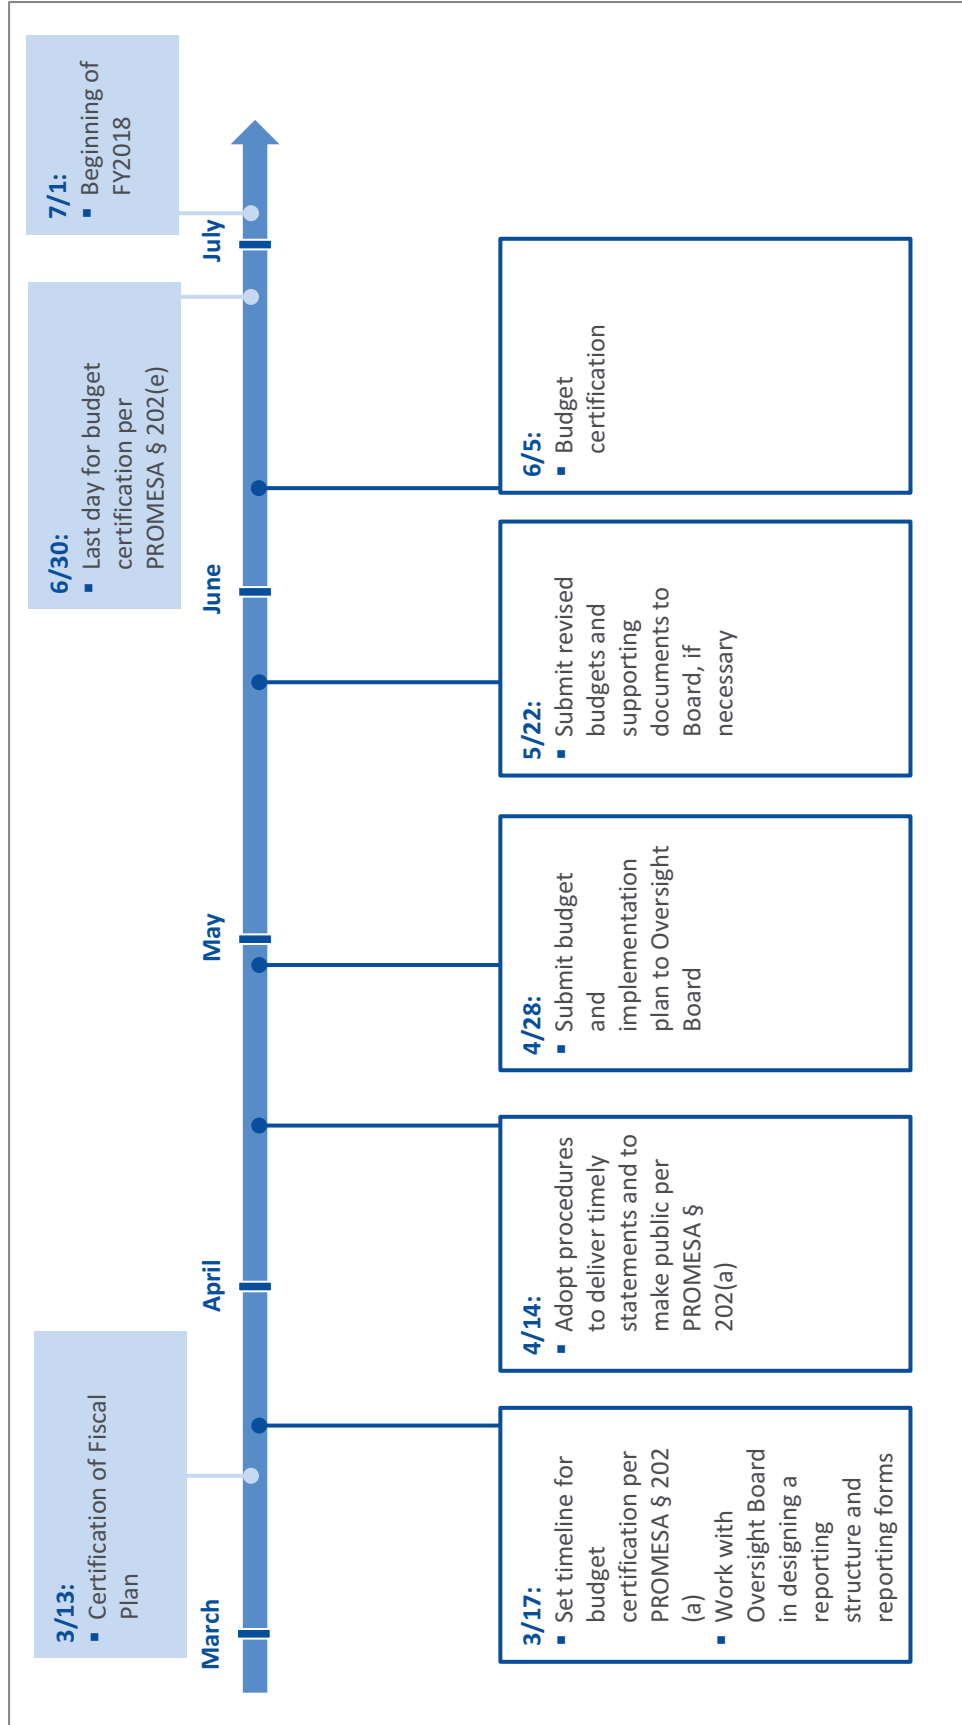 3/13:
▪ Certification of Fiscal
Plan
6/30:
▪ Last day for budget
certification per
PROMESA § 202(e)
7/1:
▪ Beginning of
FY2018
March
April
May
June
July
3/17:
▪ Set timeline for
budget
certification per
PROMESA § 202
(a)
▪ Work with
Oversight Board
in designing a
reporting
structure and
reporting forms
4/14:
▪ Adopt procedures
to deliver timely
statements and to
make public per
PROMESA §
202(a)
4/28:
▪ Submit budget
and
implementation
plan to Oversight
Board
5/22:
▪ Submit revised
budgets and
supporting
documents to
Board, if
necessary
6/5:
▪ Budget
certification